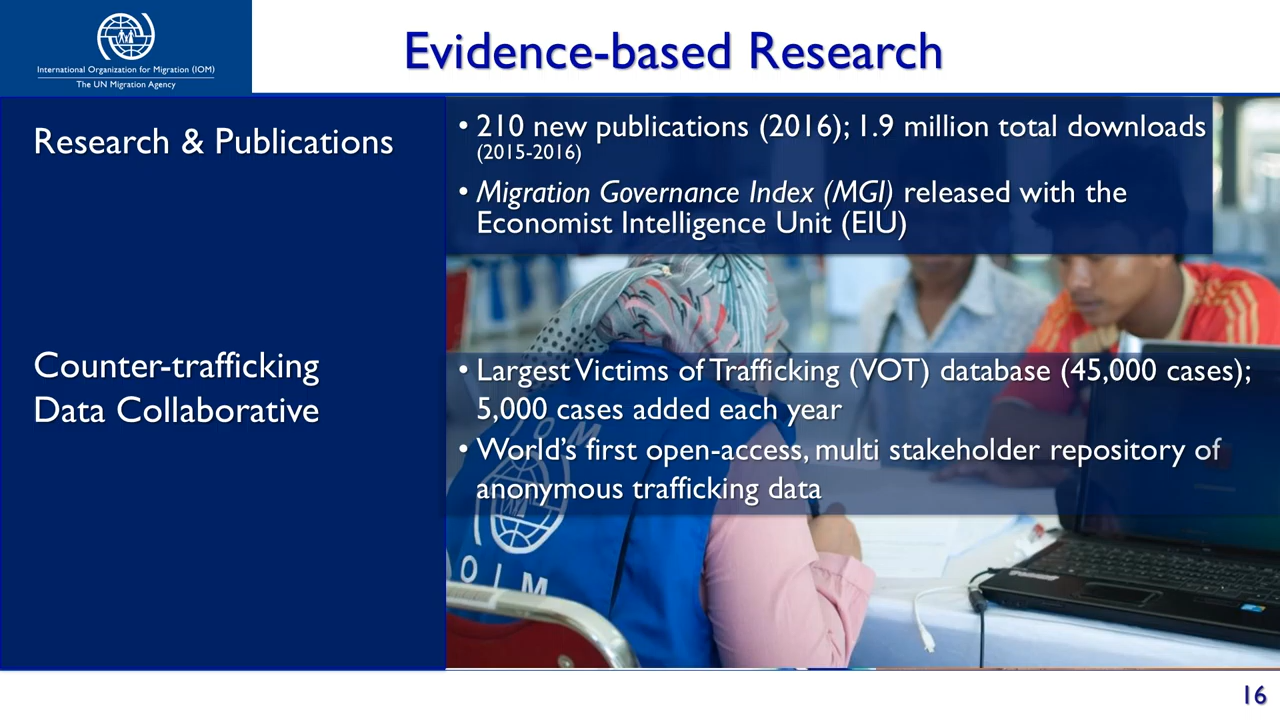 International Organization for Migration (IOM)
The UN Migration Agency
Evidence-based Research
Research & Publications
• 210 new publications (2016); 1.9 million total downloads
(2015-2016)
• Migration Governance Index (MGI) released with the
Economist Intelligence Unit (EIU)
Counter-trafficking
Data Collaborative
• Largest Victims of Trafficking (VOT) database (45,000 cases);
5,000 cases added each year
• World’s first open-access, multi stakeholder repository of
anonymous trafficking data
IOM
OIM
16